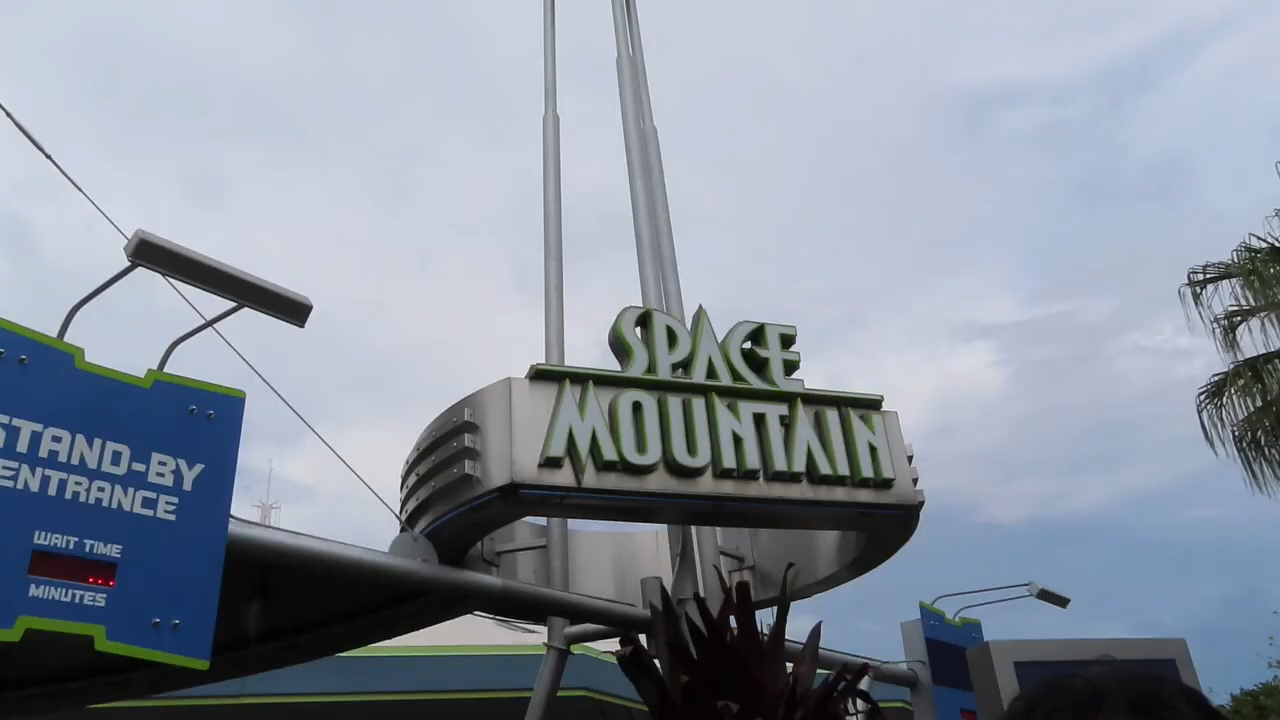 STAND-BY
ENTRANCE
WAIT TIME
MINUTES
SPACE
MOUNTAIN